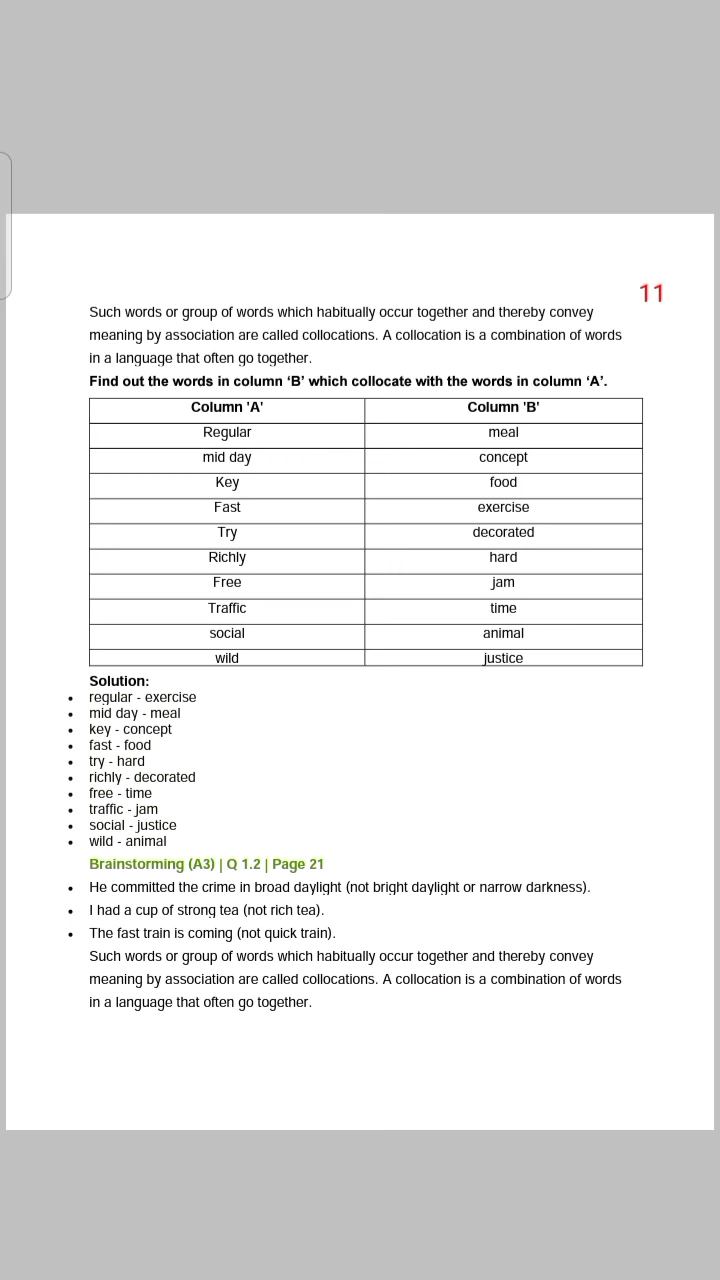 11
Such words or group of words which habitually occur together and thereby convey
meaning by association are called collocations. A collocation is a combination of words
in a language that often go together.
Find out the words in column ‘B’ which collocate with the words in column ‘A’.
Column 'A' Column 'B'
Regular meal
mid day concept
Key food
Fast exercise
Try decorated
Richly hard
Free jam
Traffic time
social animal
wild justice
Solution:
• regular - exercise
• mid day - meal
• key - concept
• fast - food
• try - hard
• richly - decorated
• free - time
• traffic - jam
• social - justice
• wild - animal
Brainstorming (A3) | Q 1.2 | Page 21
• He committed the crime in broad daylight (not bright daylight or narrow darkness).
• I had a cup of strong tea (not rich tea).
• The fast train is coming (not quick train).
Such words or group of words which habitually occur together and thereby convey
meaning by association are called collocations. A collocation is a combination of words
in a language that often go together.